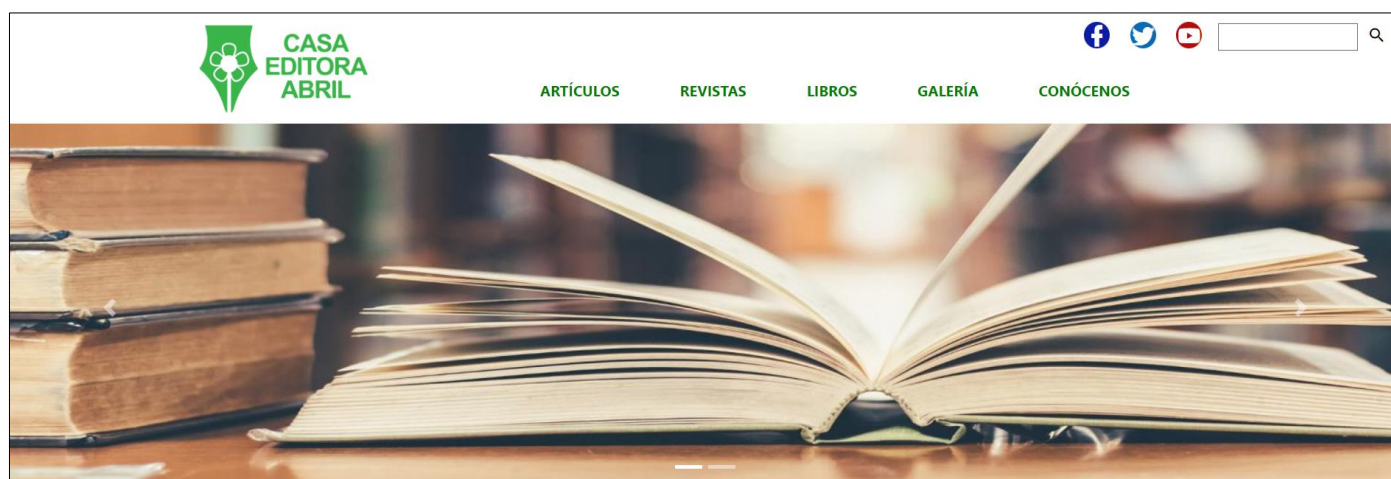 CASA
EDITORA
ABRIL
ARTÍCULOS REVISTAS LIBROS GALERÍA CONÓCENOS